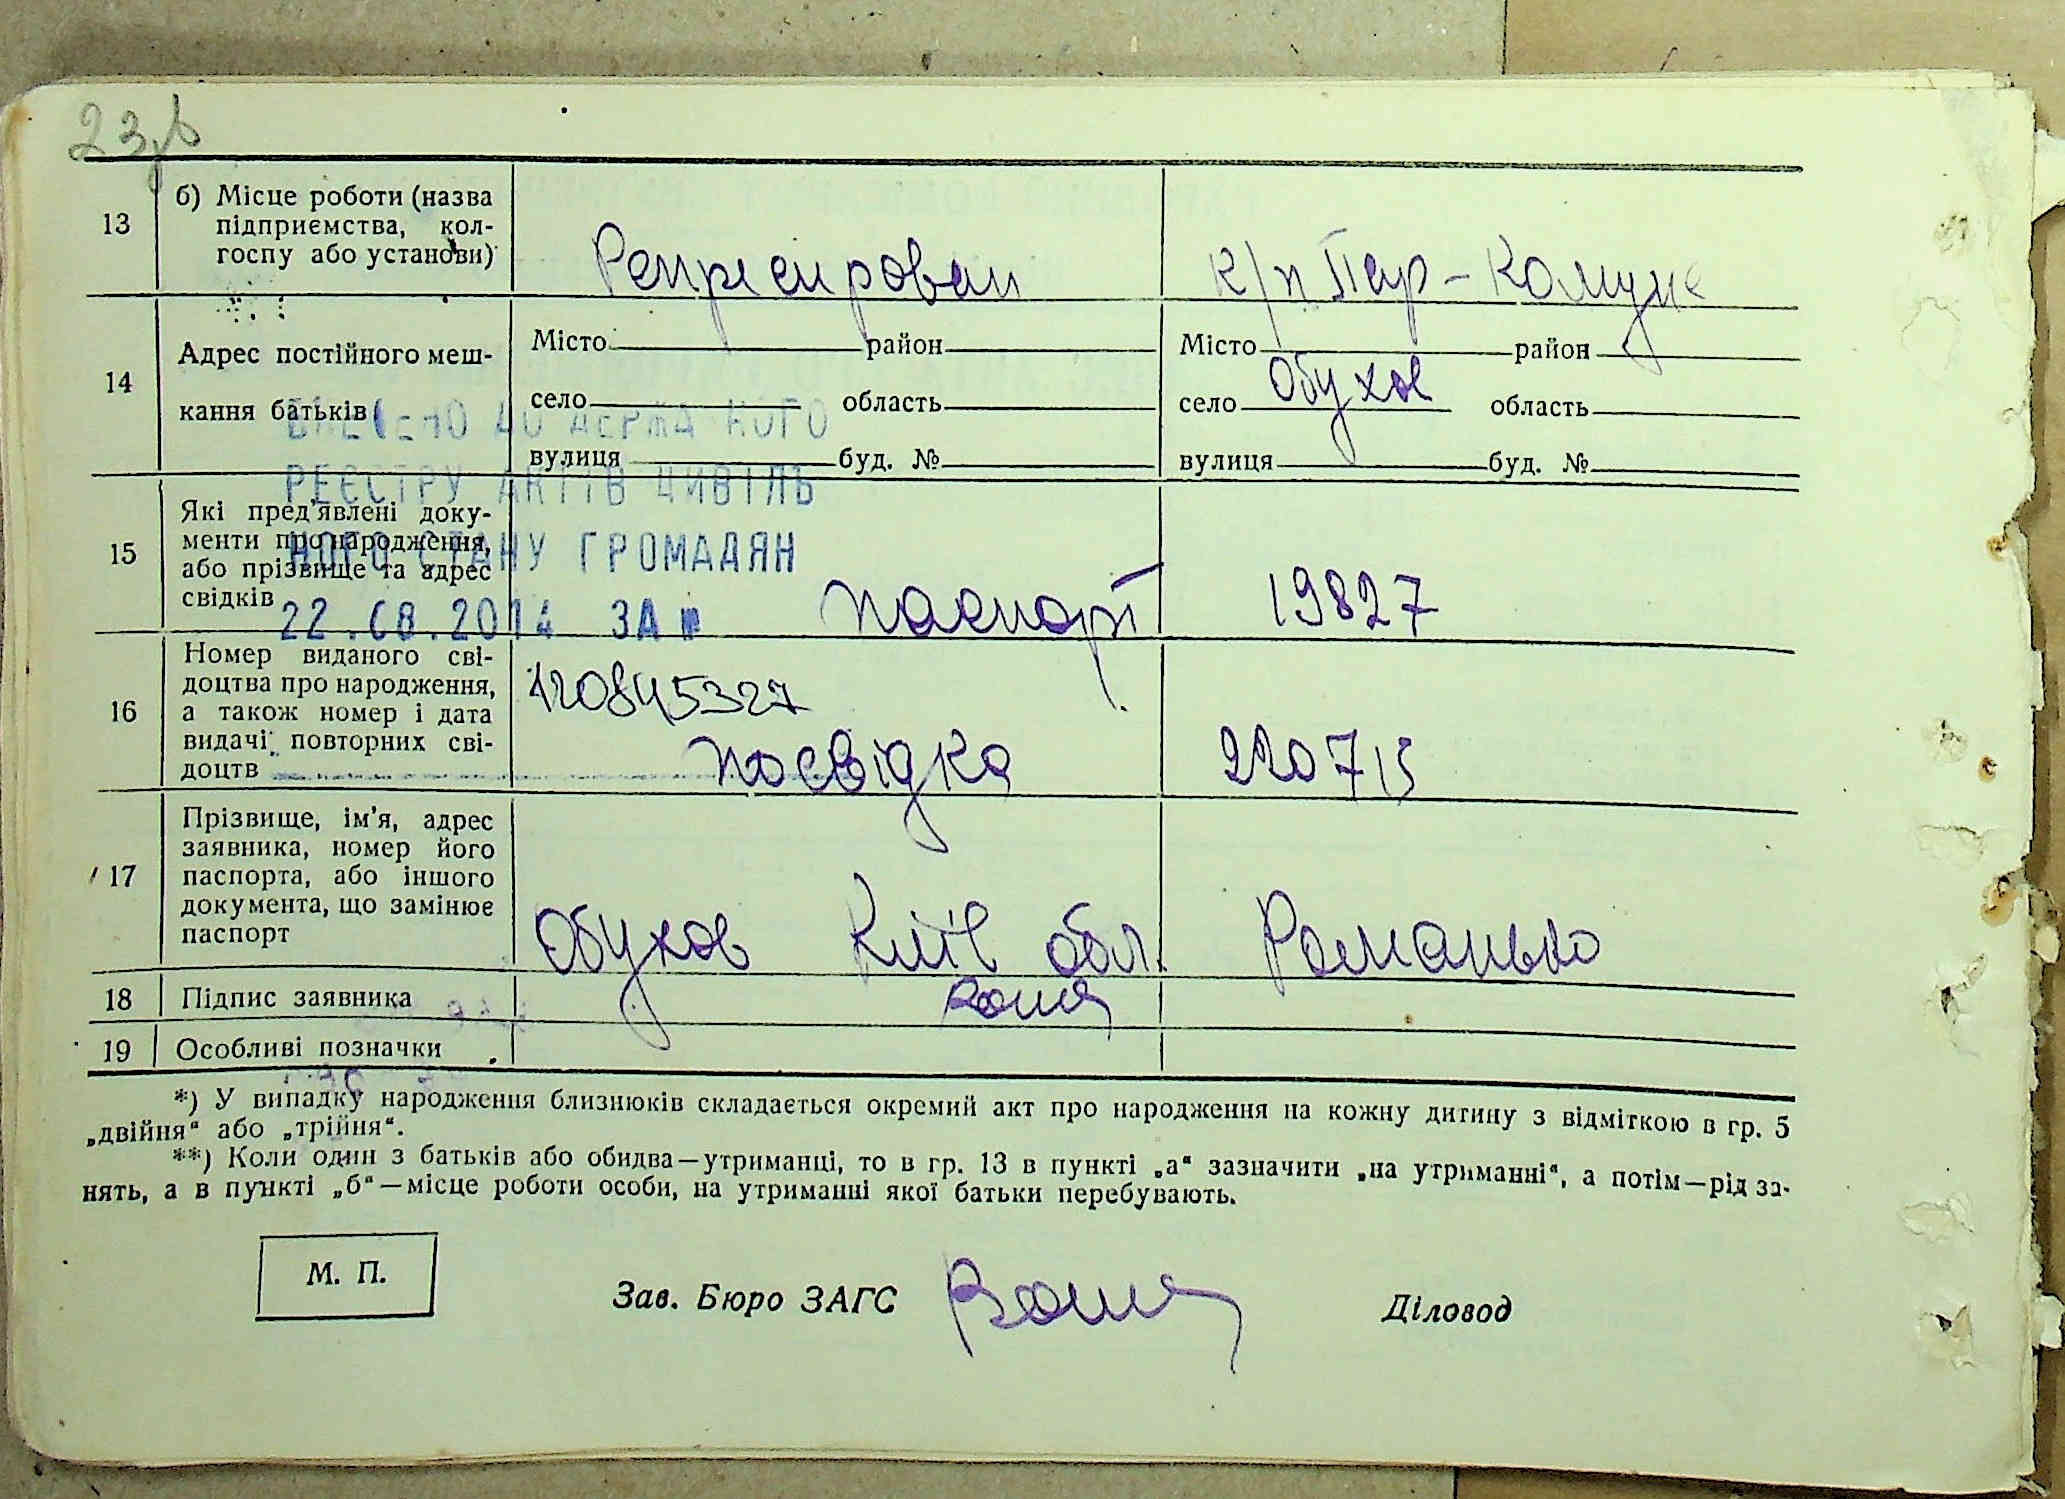 13
б) Місце роботи (назва
підприємства, кол-
госпу або установи)
Репресирован
к/п Пар-Комуне
14
Адрес постійного меш-
кання батьків
Місто район
село область
вулиця буд. №
Місто район
село Обухов область
вулиця буд. №
ВНЕСЕНО ДО ДЕРЖА НОГО
РЕЄСТРУ АКТІВ ЦИВІЛЬ
НОГО СТАНУ ГРОМАДЯН
22.08.2014 ЗА №
15
Які пред'явлені доку-
менти про народження,
або прізвище та адрес
свідків
паспорт 19827
16
Номер виданого сві-
доцтва про народження,
а також номер і дата
видачі повторних сві-
доцтв
посвідка
17
Прізвище, ім'я, адрес
заявника, номер його
паспорта, або іншого
документа, що замінює
паспорт
Обухов Київ обл. Романько
18 Підпис заявника
19 Особливі позначки
*) У випадку народження близнюків складається окремий акт про народження на кожну дитину з відміткою в гр. 5
„двійня“ або „трійня“.
**) Коли один з батьків або обидва—утриманці, то в гр. 13 в пункті „а“ зазначити „на утриманні“, а потім—рід за-
нять, а в пункті „б“—місце роботи особи, на утриманні якої батьки перебувають.
М. П.
Зав. Бюро ЗАГС
Діловод